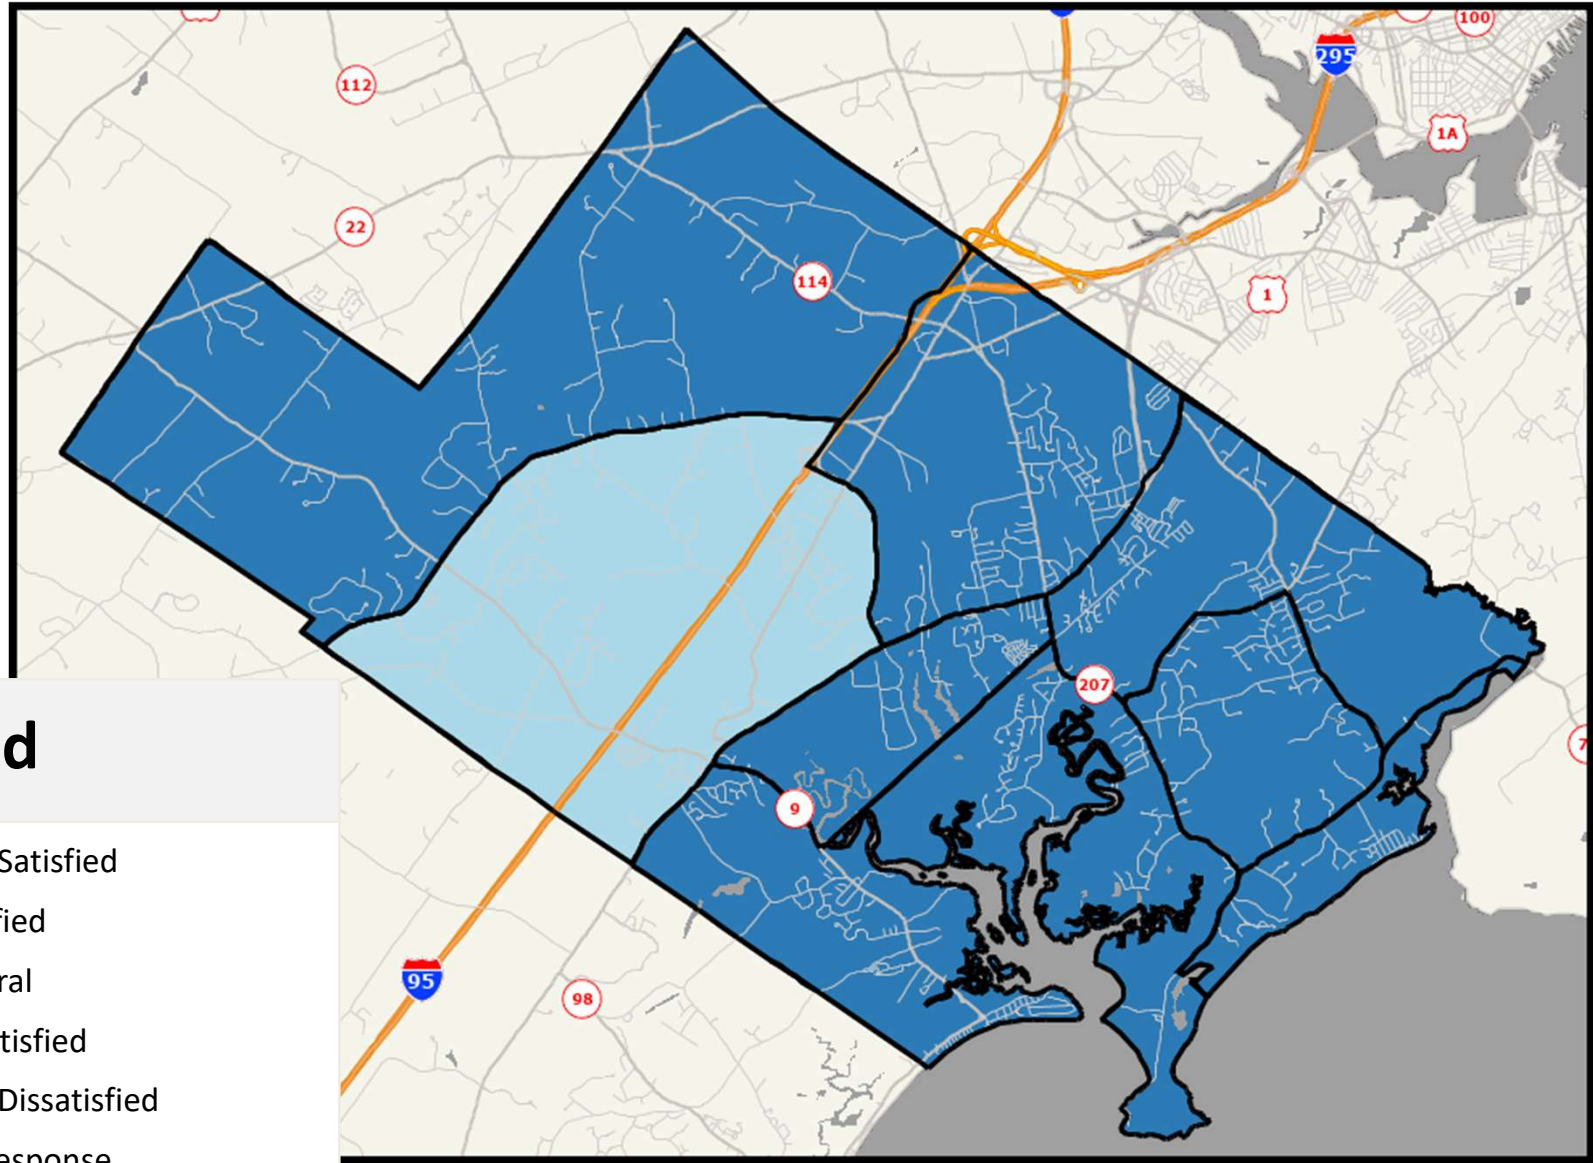 100
295
112
1A
22
114
1
207
d
9
Satisfied
fied
ral
95
98
tisfied
Dissatisfied
esponse